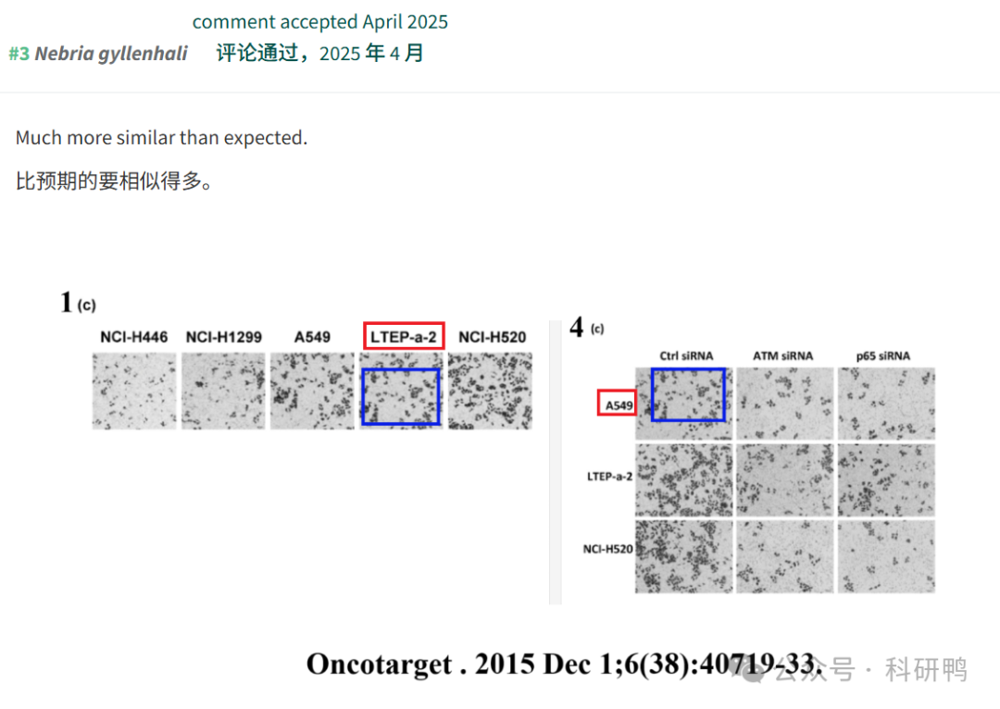 comment accepted April 2025
#3 Nebria gyllenhali 评论通过，2025 年 4 月
Much more similar than expected.
比预期的要相似得多。
1 (c)
NCI-H446 NCI-H1299 A549 LTEP-a-2 NCI-H520
4 (c)
Ctrl siRNA ATM siRNA p65 siRNA
A549
LTEP-a-2
NCI-H520
Oncotarget . 2015 Dec 1;6(38):40719-33.
公众号 · 科研鸭